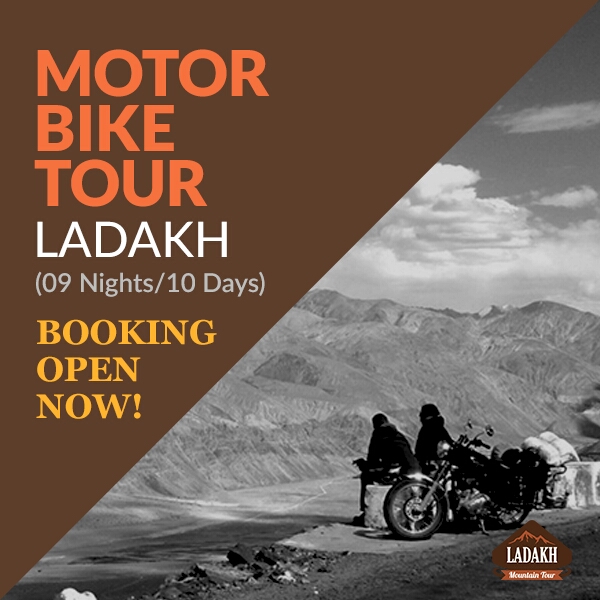 MOTOR
BIKE
TOUR
LADAKH
(09 Nights/10 Days)
BOOKING
OPEN
NOW!
LADAKH
Mountain Tour